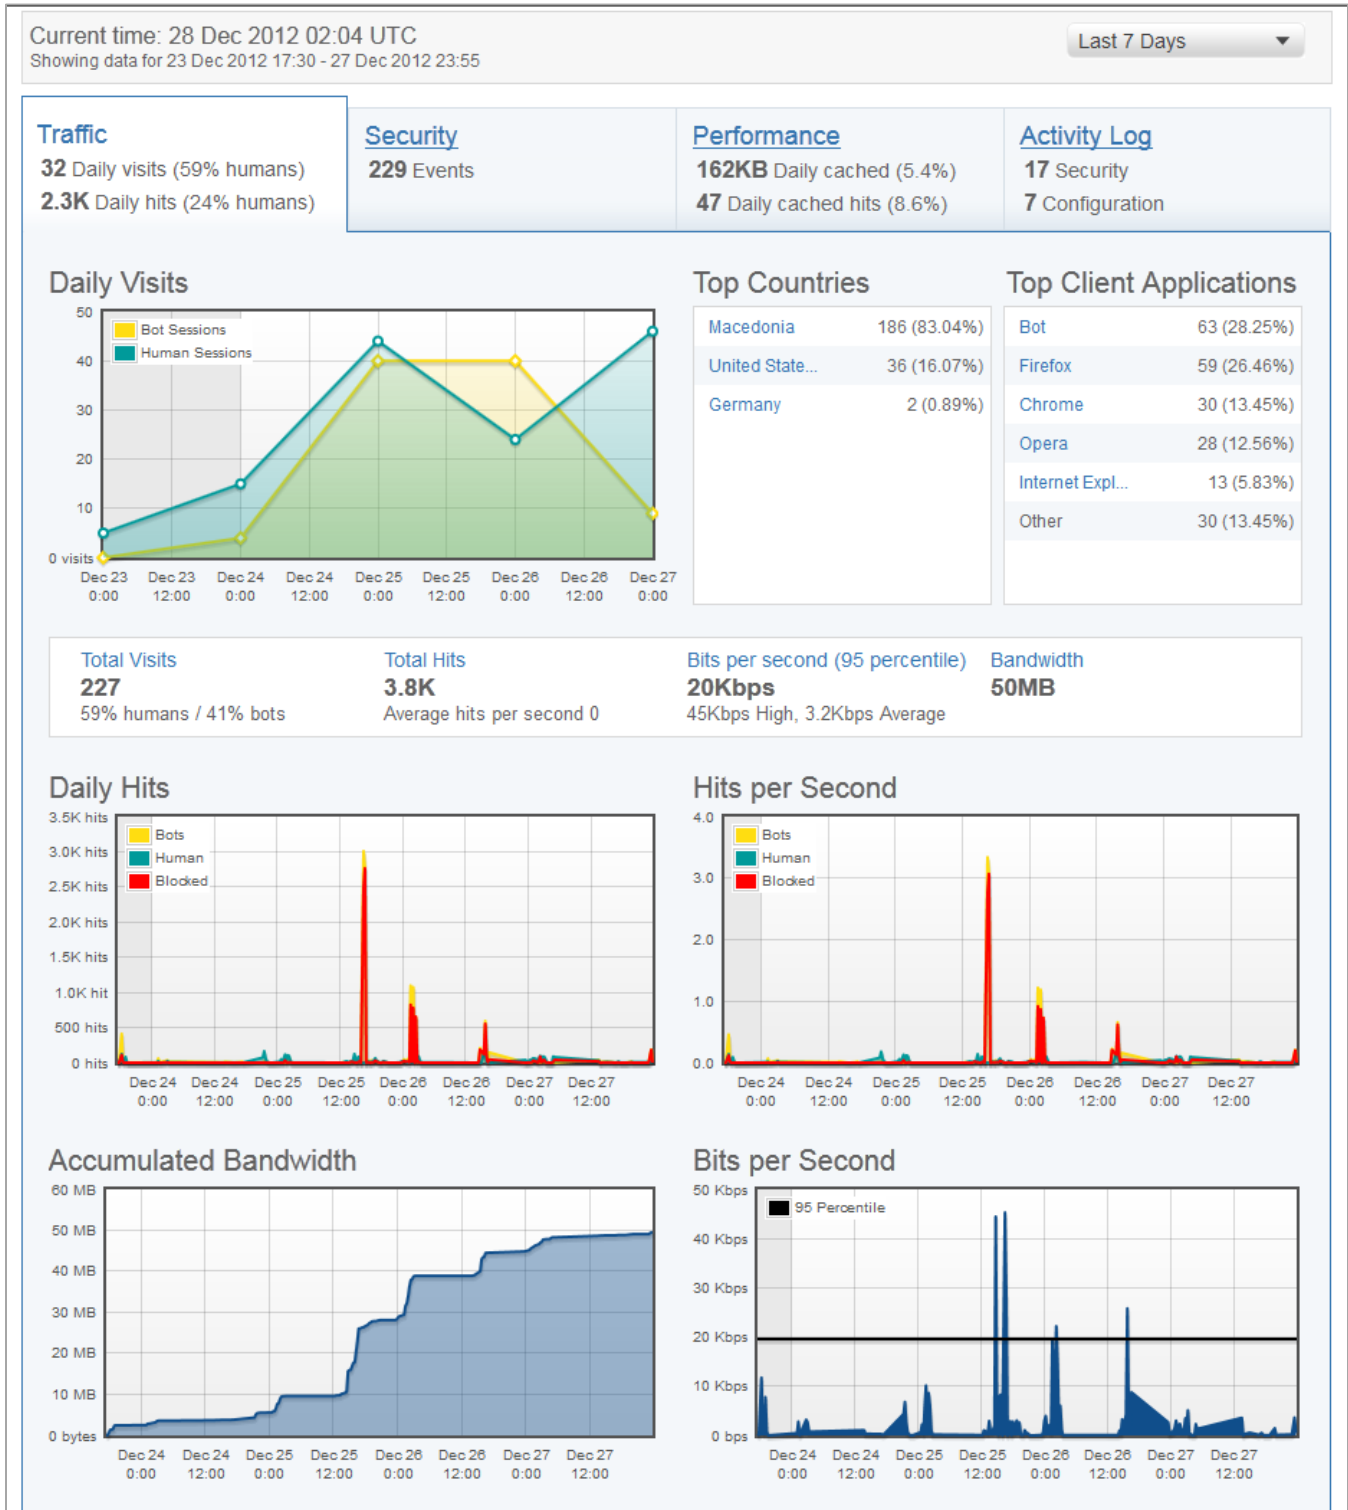 Current time: 28 Dec 2012 02:04 UTC
Showing data for 23 Dec 2012 17:30 - 27 Dec 2012 23:55
Last 7 Days
Traffic
32 Daily visits (59% humans)
2.3K Daily hits (24% humans)
Security
229 Events
Performance
162KB Daily cached (5.4%)
47 Daily cached hits (8.6%)
Activity Log
17 Security
7 Configuration
Daily Visits
50
40
30
20
10
0 visits
Bot Sessions
Human Sessions
Dec 23 Dec 23 Dec 24 Dec 24 Dec 25 Dec 25 Dec 26 Dec 26 Dec 27
0:00 12:00 0:00 12:00 0:00 12:00 0:00 12:00 0:00
Top Countries
Macedonia 186 (83.04%)
United State... 36 (16.07%)
Germany 2 (0.89%)
Top Client Applications
Bot 63 (28.25%)
Firefox 59 (26.46%)
Chrome 30 (13.45%)
Opera 28 (12.56%)
Internet Expl... 13 (5.83%)
Other 30 (13.45%)
Total Visits
227
59% humans / 41% bots
Total Hits
3.8K
Average hits per second 0
Bits per second (95 percentile)
20Kbps
45Kbps High, 3.2Kbps Average
Bandwidth
50MB
Daily Hits
3.5K hits
3.0K hits
2.5K hits
2.0K hits
1.5K hits
1.0K hit
500 hits
0 hits
Bots
Human
Blocked
Dec 24 Dec 24 Dec 25 Dec 25 Dec 26 Dec 26 Dec 27 Dec 27
0:00 12:00 0:00 12:00 0:00 12:00 0:00 12:00
Hits per Second
4.0
3.0
2.0
1.0
0.0
Bots
Human
Blocked
Dec 24 Dec 24 Dec 25 Dec 25 Dec 26 Dec 26 Dec 27 Dec 27
0:00 12:00 0:00 12:00 0:00 12:00 0:00 12:00
Accumulated Bandwidth
60 MB
50 MB
40 MB
30 MB
20 MB
10 MB
0 bytes
Dec 24 Dec 24 Dec 25 Dec 25 Dec 26 Dec 26 Dec 27 Dec 27
0:00 12:00 0:00 12:00 0:00 12:00 0:00 12:00
Bits per Second
50 Kbps
40 Kbps
30 Kbps
20 Kbps
10 Kbps
0 bps
95 Percentile
Dec 24 Dec 24 Dec 25 Dec 25 Dec 26 Dec 26 Dec 27 Dec 27
0:00 12:00 0:00 12:00 0:00 12:00 0:00 12:00